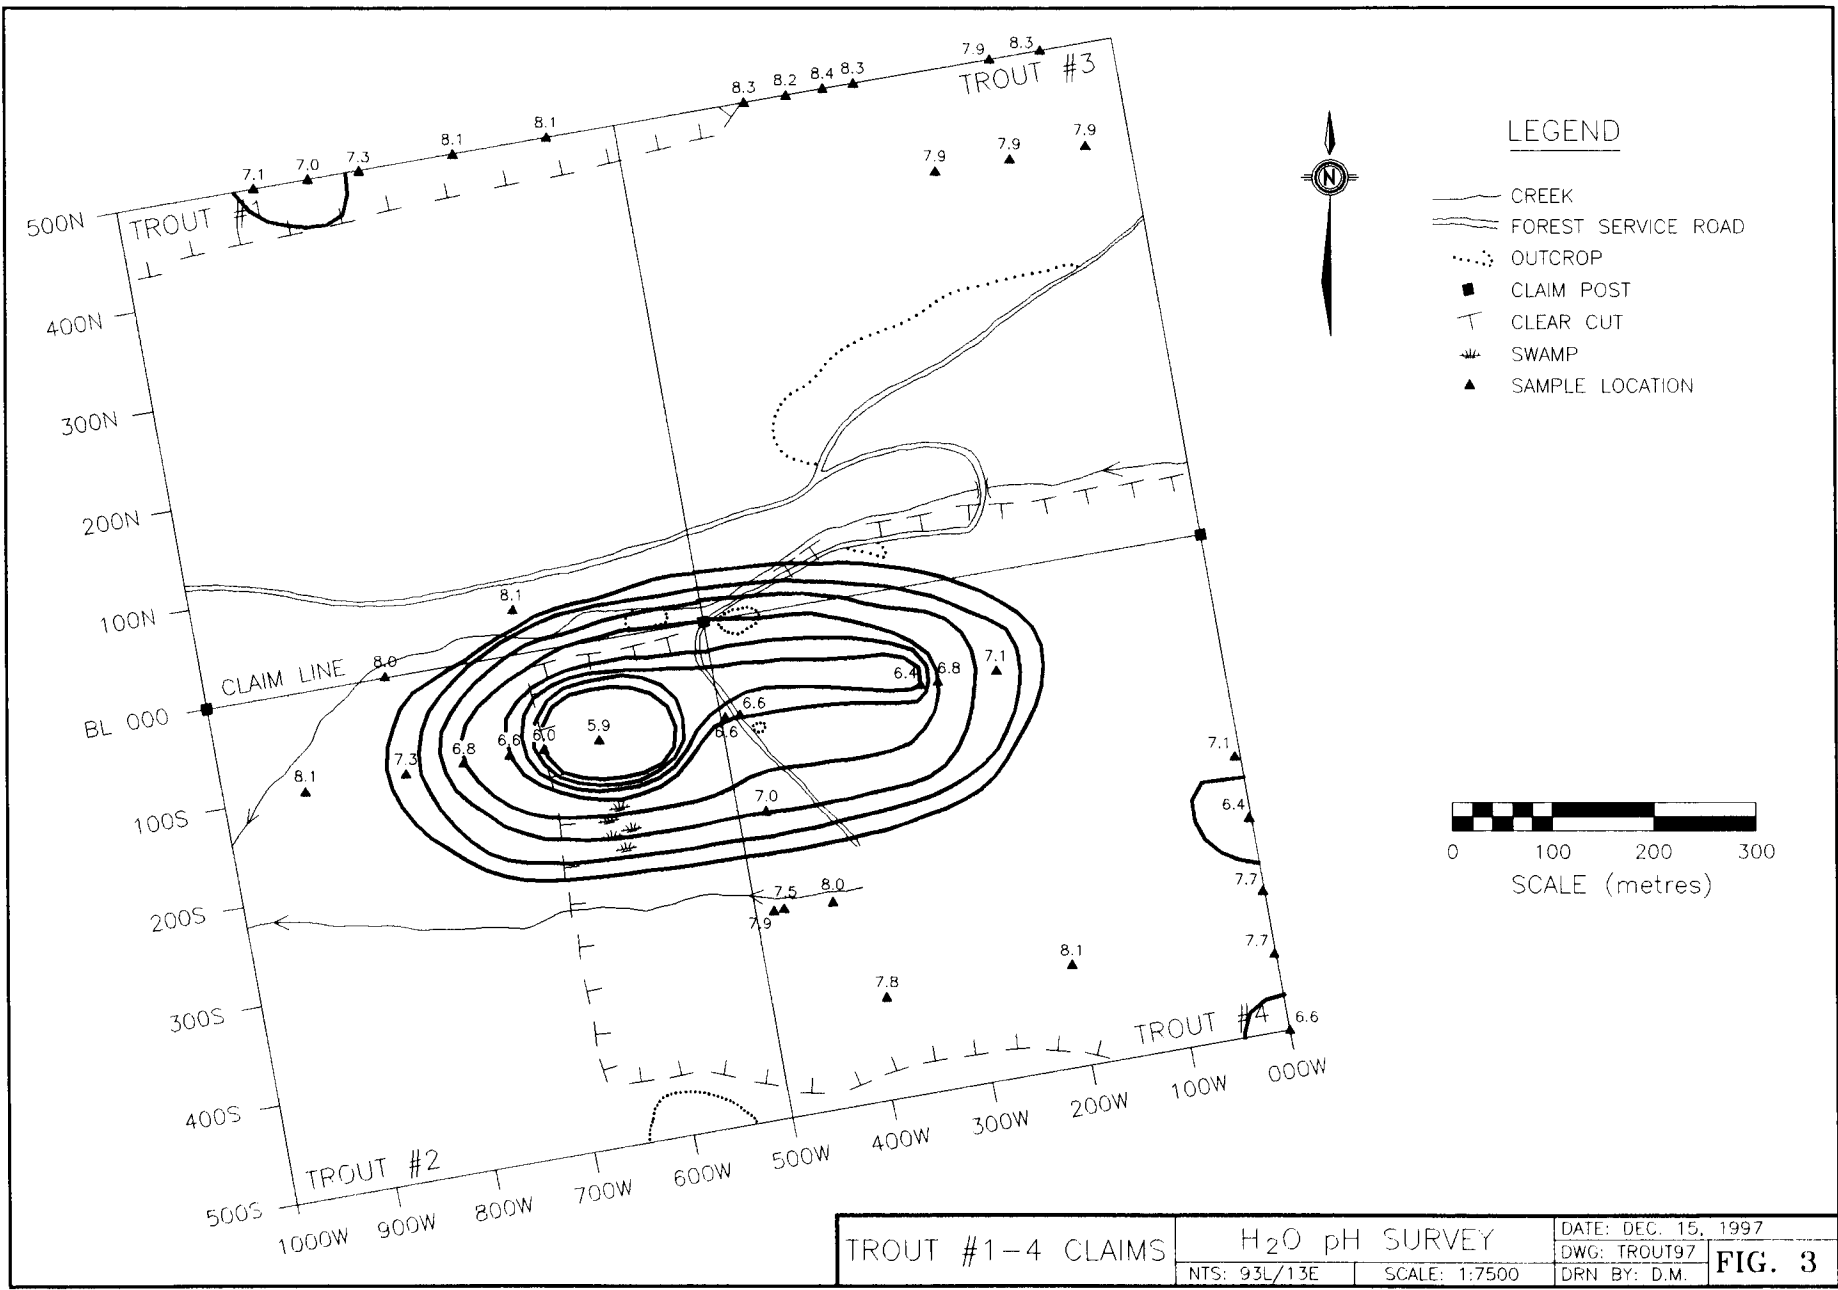 7.9 8.3
TROUT #3
8.3 8.2 8.4 8.3
8.1 8.1
7.1 7.0 7.3
7.9 7.9 7.9
500N
TROUT #1
400N
300N
200N
100N
8.1
CLAIM LINE 8.0
BL 000
6.4 6.8 7.1
6.6
6.6
7.3 6.8 6.6 6.0 5.9
8.1
7.0
7.1
6.4
7.7
7.7
100S
200S
7.5 8.0
7.9
8.1
7.8
300S
TROUT #4 6.6
400S
TROUT #2
500S
1000W 900W 800W 700W 600W 500W 400W 300W 200W 100W 000W
N
LEGEND
CREEK
FOREST SERVICE ROAD
OUTCROP
CLAIM POST
CLEAR CUT
SWAMP
SAMPLE LOCATION
0 100 200 300
SCALE (metres)
TROUT #1-4 CLAIMS
H2O pH SURVEY
NTS: 93L/13E
SCALE: 1:7500
DATE: DEC. 15, 1997
DWG: TROUT97
DRN BY: D.M.
FIG. 3